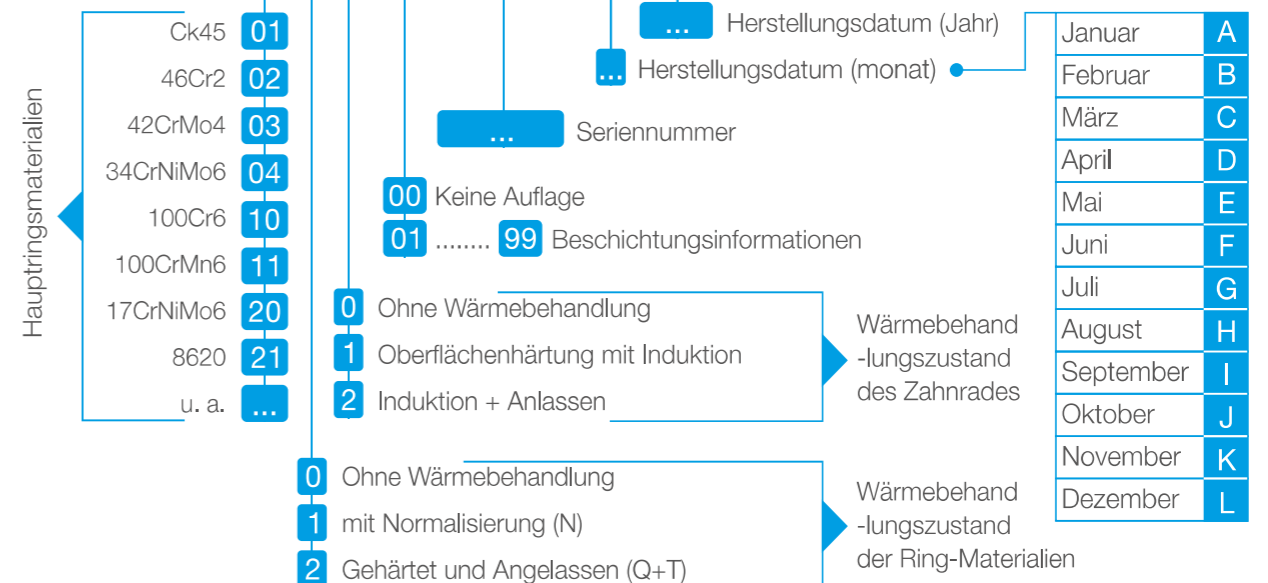 Hauptringsmaterialien
Ck45 01
46Cr2 02
42CrMo4 03
34CrNiMo6 04
100Cr6 10
100CrMn6 11
17CrNiMo6 20
8620 21
u. a. ...
... Herstellungsdatum (Jahr)
... Herstellungsdatum (monat)
... Seriennummer
00 Keine Auflage
01 ........ 99 Beschichtungsinformationen
0 Ohne Wärmebehandlung
1 Oberflächenhärtung mit Induktion
2 Induktion + Anlassen
Wärmebehand
-lungszustand
des Zahnrades
0 Ohne Wärmebehandlung
1 mit Normalisierung (N)
2 Gehärtet und Angelassen (Q+T)
Wärmebehand
-lungszustand
der Ring-Materialien
Januar A
Februar B
März C
April D
Mai E
Juni F
Juli G
August H
September I
Oktober J
November K
Dezember L